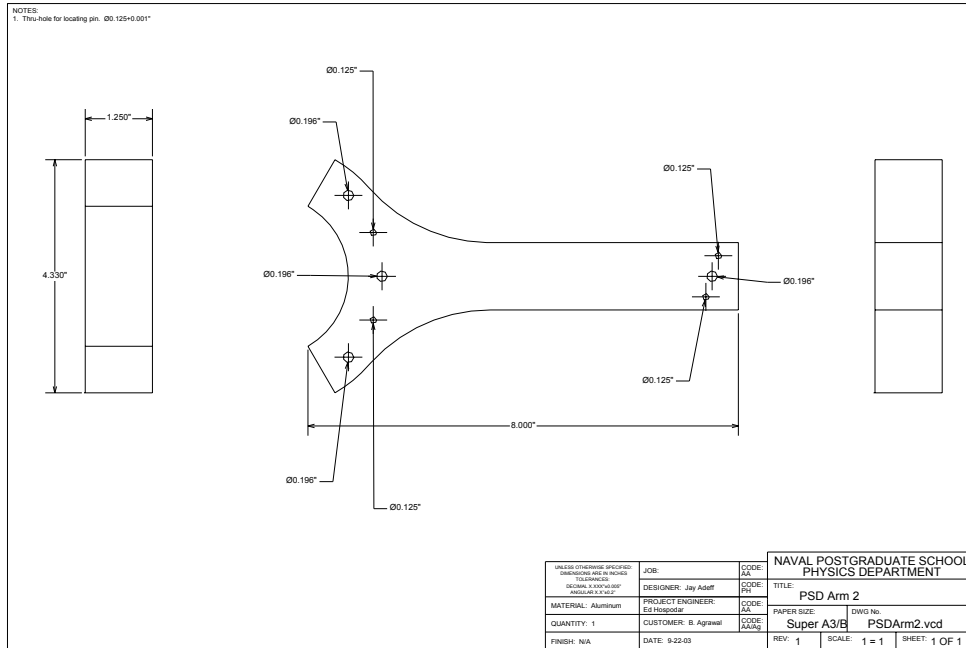 NOTES:
1. Thru-hole for locating pin. Ø0.125+0.001"
Ø0.125"
1.250"
Ø0.196"
Ø0.125"
4.330"
Ø0.196"
Ø0.196"
Ø0.125"
8.000"
Ø0.196"
Ø0.125"
UNLESS OTHERWISE SPECIFIED:
DIMENSIONS ARE IN INCHES
TOLERANCES:
DECIMAL X.XXX"±0.005"
ANGULAR X.X°±0.2°
MATERIAL: Aluminum
QUANTITY: 1
FINISH: N/A
JOB:
CODE: AA
DESIGNER: Jay Adeff
CODE: PH
PROJECT ENGINEER:
Ed Hospodar
CODE: AA
CUSTOMER: B. Agrawal
CODE: AA/Ag
DATE: 9-22-03
NAVAL POSTGRADUATE SCHOOL
PHYSICS DEPARTMENT
TITLE:
PSD Arm 2
PAPER SIZE:
Super A3/B
DWG No.
PSDArm2.vcd
REV: 1
SCALE: 1 = 1
SHEET: 1 OF 1